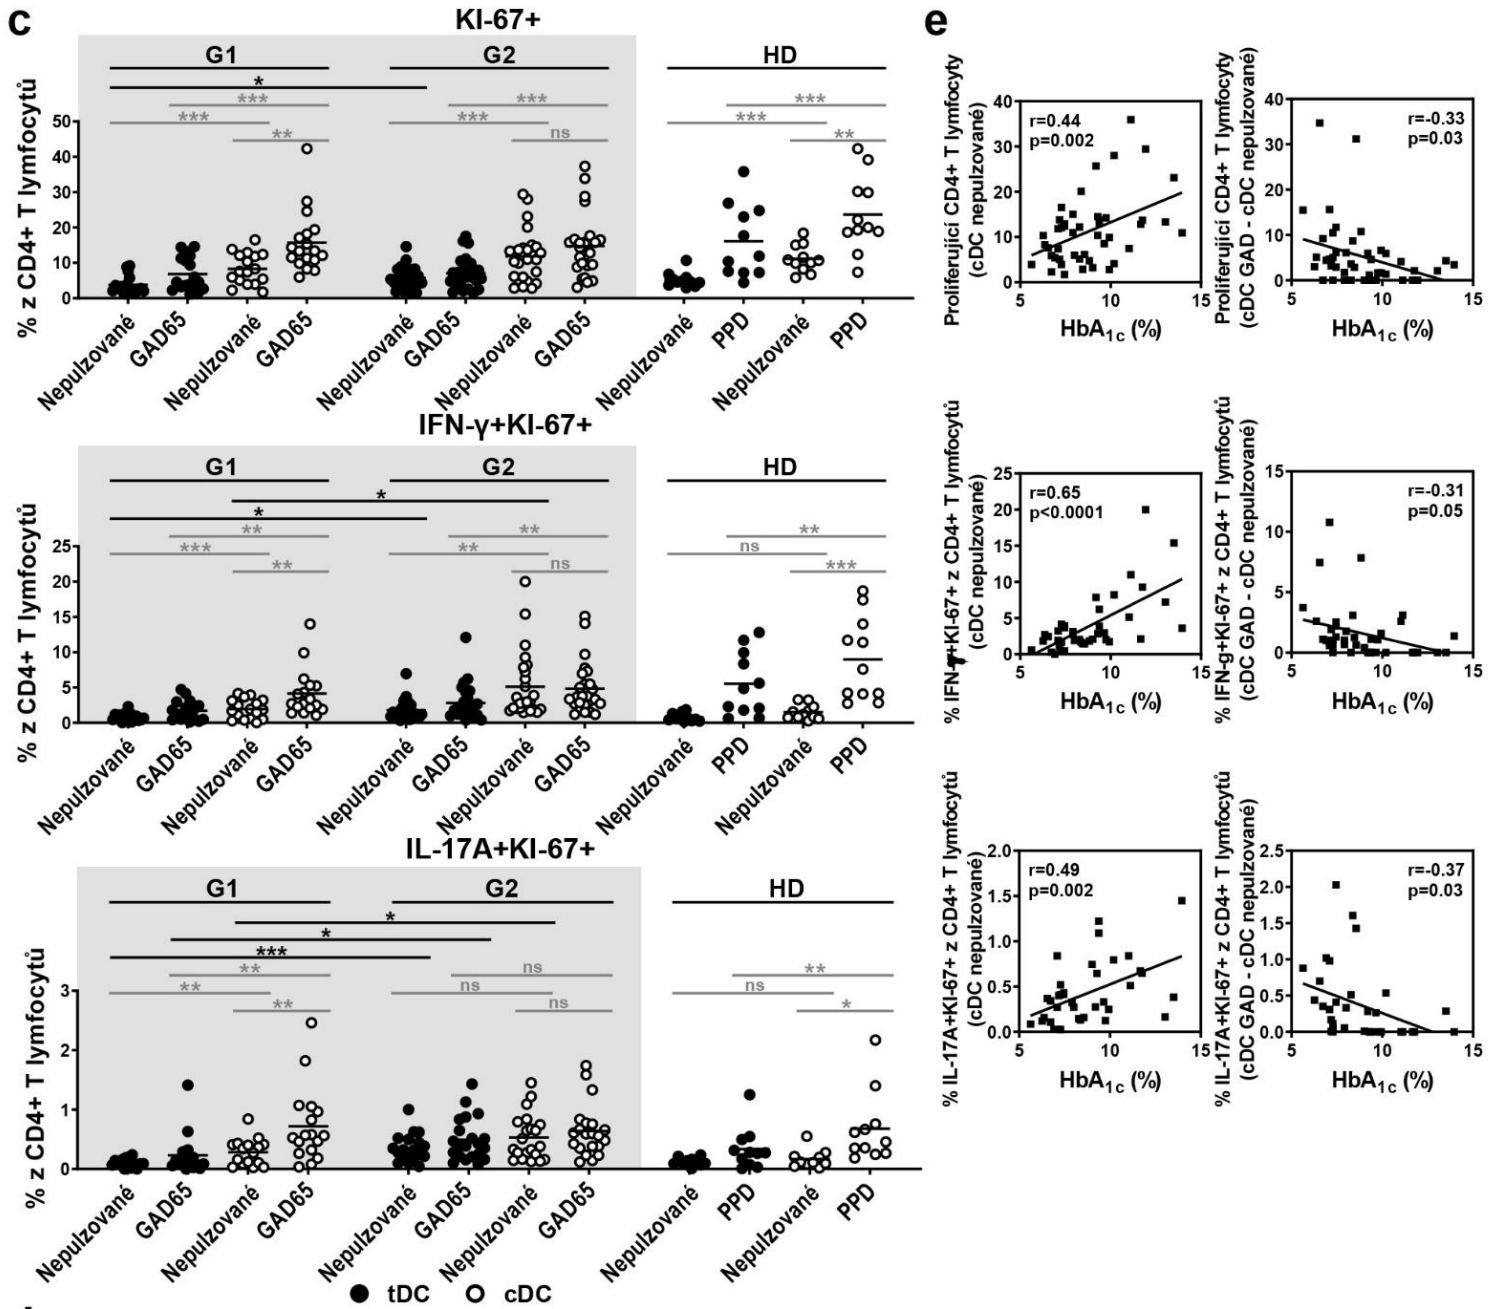 c
KI-67+
G1 G2 HD
*
*** *** ***
*** *** ***
** ns **
% z CD4+ T lymfocytů
50
40
30
20
10
0
Nepulzované GAD65 Nepulzované GAD65 Nepulzované GAD65 Nepulzované GAD65 Nepulzované PPD Nepulzované PPD
IFN-γ+KI-67+
G1 G2 HD
*
*
** ** **
*** ** ns
** ns ***
% z CD4+ T lymfocytů
25
20
15
10
5
0
Nepulzované GAD65 Nepulzované GAD65 Nepulzované GAD65 Nepulzované GAD65 Nepulzované PPD Nepulzované PPD
IL-17A+KI-67+
G1 G2 HD
*
*
***
** ns **
** ns ns
** ns *
% z CD4+ T lymfocytů
3
2
1
0
Nepulzované GAD65 Nepulzované GAD65 Nepulzované GAD65 Nepulzované GAD65 Nepulzované PPD Nepulzované PPD
tDC cDC
e
Proliferující CD4+ T lymfocyty
(cDC nepulzované)
40
30
20
10
0
r=0.44
p=0.002
5 10 15
HbA1c (%)
Proliferující CD4+ T lymfocyty
(cDC GAD - cDC nepulzované)
40
30
20
10
0
r=-0.33
p=0.03
5 10 15
HbA1c (%)
% IFN-γ+KI-67+ z CD4+ T lymfocytů
(cDC nepulzované)
25
20
15
10
5
0
r=0.65
p<0.0001
5 10 15
HbA1c (%)
% IFN-g+KI-67+ z CD4+ T lymfocytů
(cDC GAD - cDC nepulzované)
15
10
5
0
r=-0.31
p=0.05
5 10 15
HbA1c (%)
% IL-17A+KI-67+ z CD4+ T lymfocytů
(cDC nepulzované)
2.0
1.5
1.0
0.5
0.0
r=0.49
p=0.002
5 10 15
HbA1c (%)
% IL-17A+KI-67+ z CD4+ T lymfocytů
(cDC GAD - cDC nepulzované)
2.5
2.0
1.5
1.0
0.5
0.0
r=-0.37
p=0.03
5 10 15
HbA1c (%)